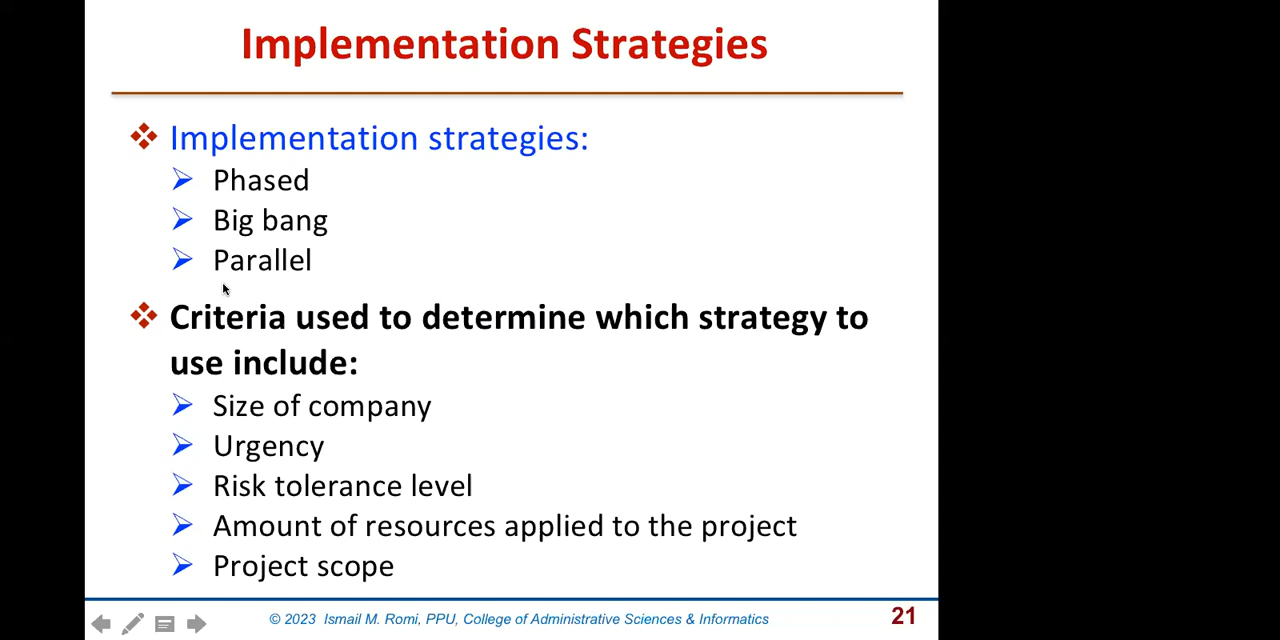 Implementation Strategies
Implementation strategies:
Phased
Big bang
Parallel
Criteria used to determine which strategy to
use include:
Size of company
Urgency
Risk tolerance level
Amount of resources applied to the project
Project scope
© 2023 Ismail M. Romi, PPU, College of Administrative Sciences & Informatics
21